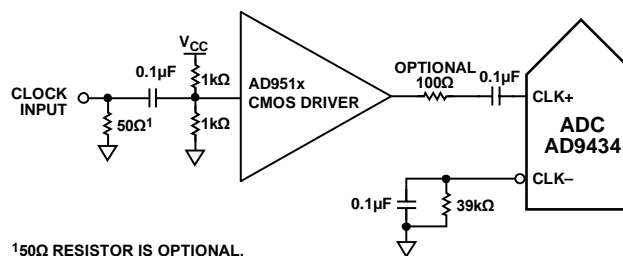 CLOCK
INPUT
50Ω¹
0.1µF
VCC
1kΩ
1kΩ
AD951x
CMOS DRIVER
OPTIONAL
100Ω
0.1µF
CLK+
ADC
AD9434
CLK–
0.1µF
39kΩ
¹50Ω RESISTOR IS OPTIONAL.